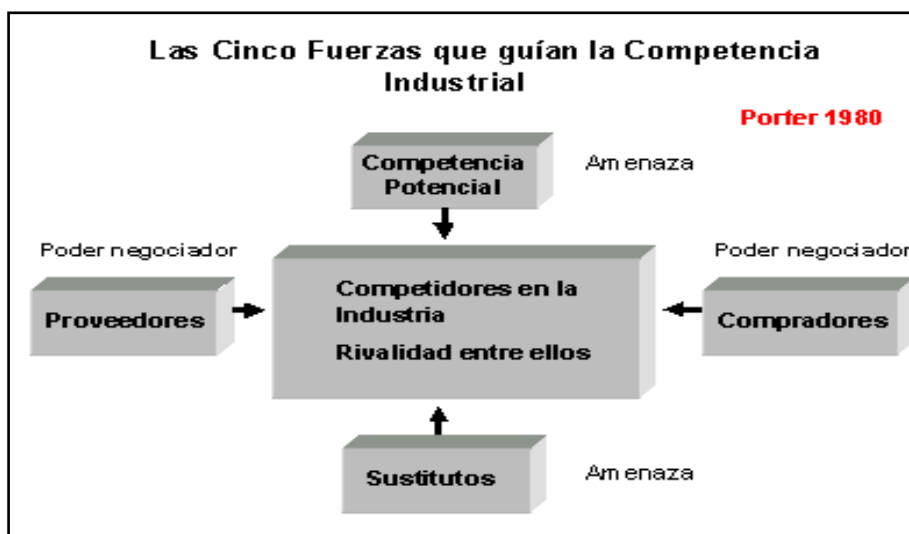 Las Cinco Fuerzas que guían la Competencia
Industrial
Porter 1980
Competencia
Potencial
Amenaza
Poder negociador
Poder negociador
Proveedores
Competidores en la
Industria
Rivalidad entre ellos
Compradores
Sustitutos
Amenaza